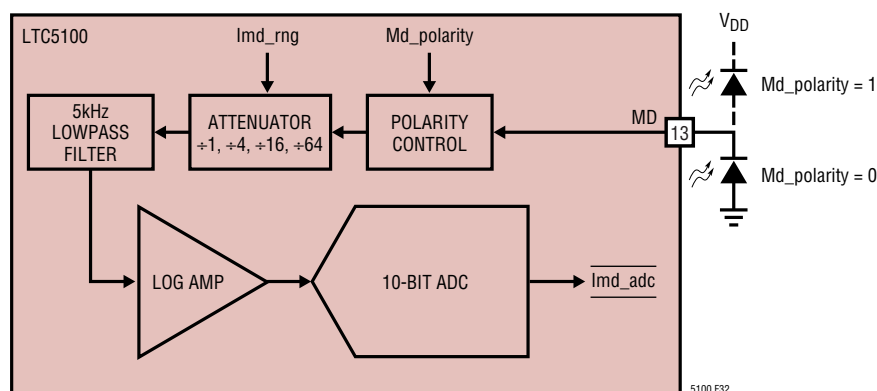 LTC5100
Imd_rng
Md_polarity
VDD
Md_polarity = 1
5kHz
LOWPASS
FILTER
ATTENUATOR
÷1, ÷4, ÷16, ÷64
POLARITY
CONTROL
MD
13
Md_polarity = 0
LOG AMP
10-BIT ADC
Imd_adc
5100 F32